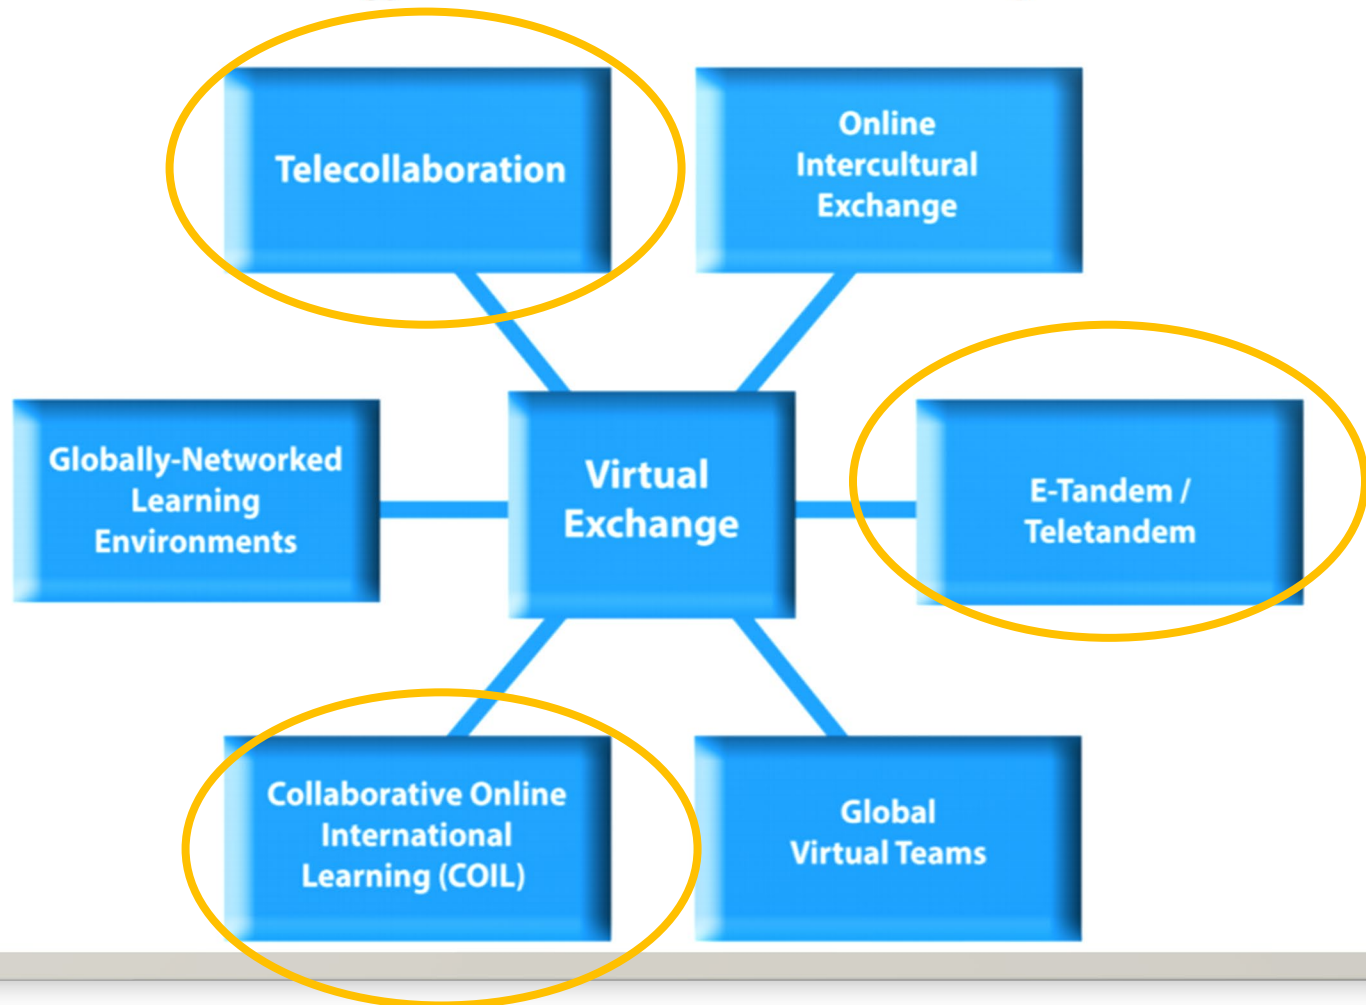 Telecollaboration
Online
Intercultural
Exchange
Globally-Networked
Learning
Environments
Virtual
Exchange
E-Tandem /
Teletandem
Collaborative Online
International
Learning (COIL)
Global
Virtual Teams